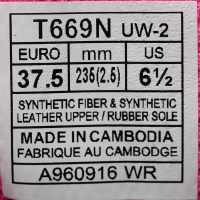 T669N UW-2
EURO mm US
37.5 235(2.5) 6½
SYNTHETIC FIBER & SYNTHETIC
LEATHER UPPER / RUBBER SOLE
MADE IN CAMBODIA
FABRIQUE AU CAMBODGE
A960916 WR